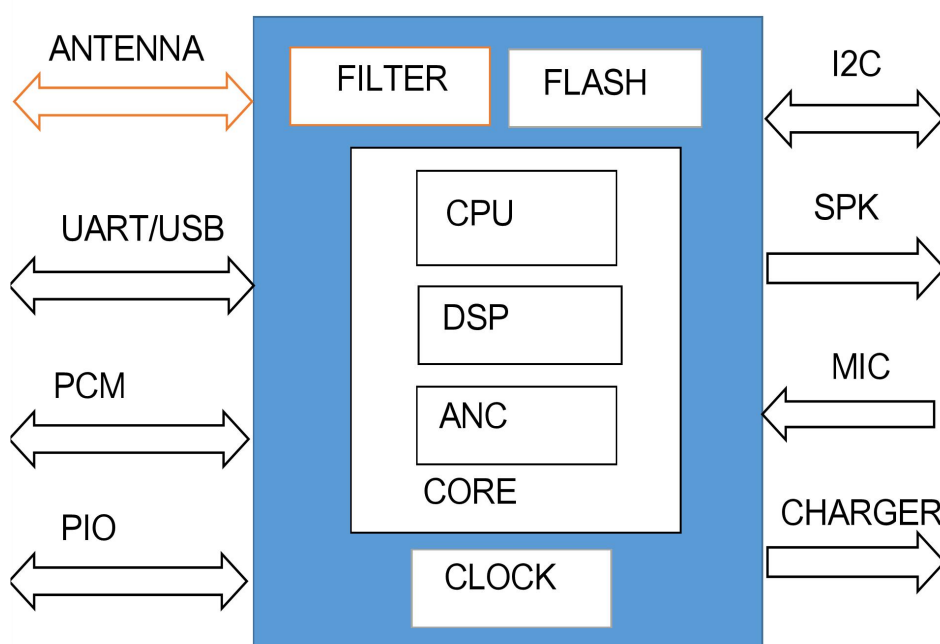 ANTENNA
FILTER
FLASH
I2C
UART/USB
CPU
SPK
DSP
PCM
ANC
MIC
CORE
PIO
CLOCK
CHARGER